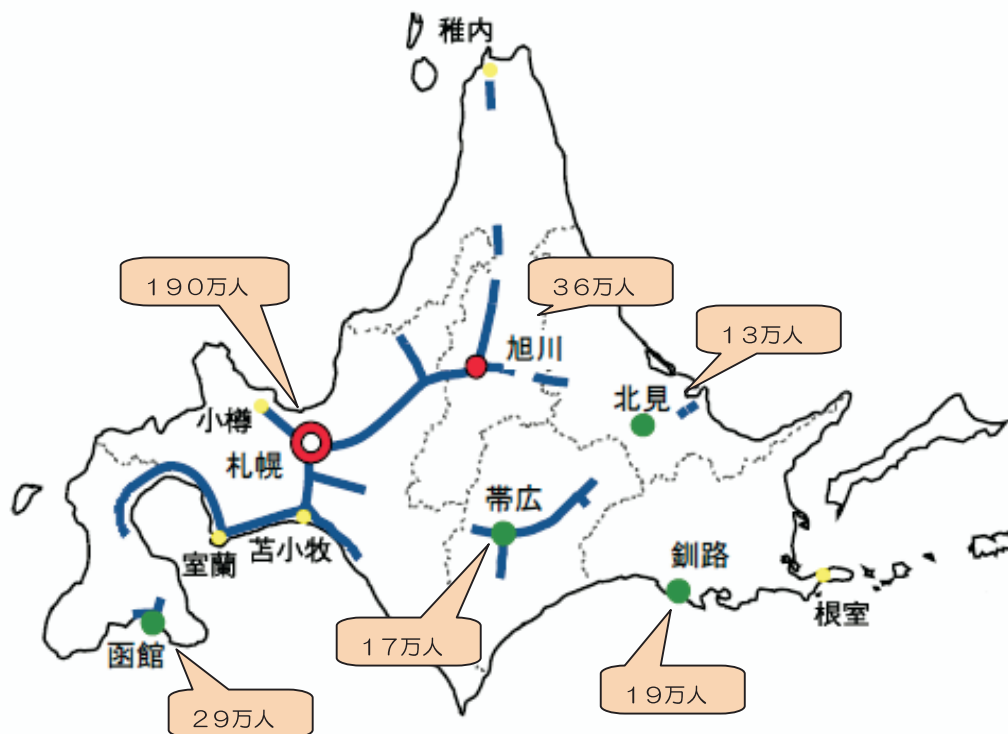 稚内
190万人
36万人
13万人
旭川
北見
小樽
札幌
帯広
苫小牧
室蘭
釧路
根室
函館
17万人
19万人
29万人